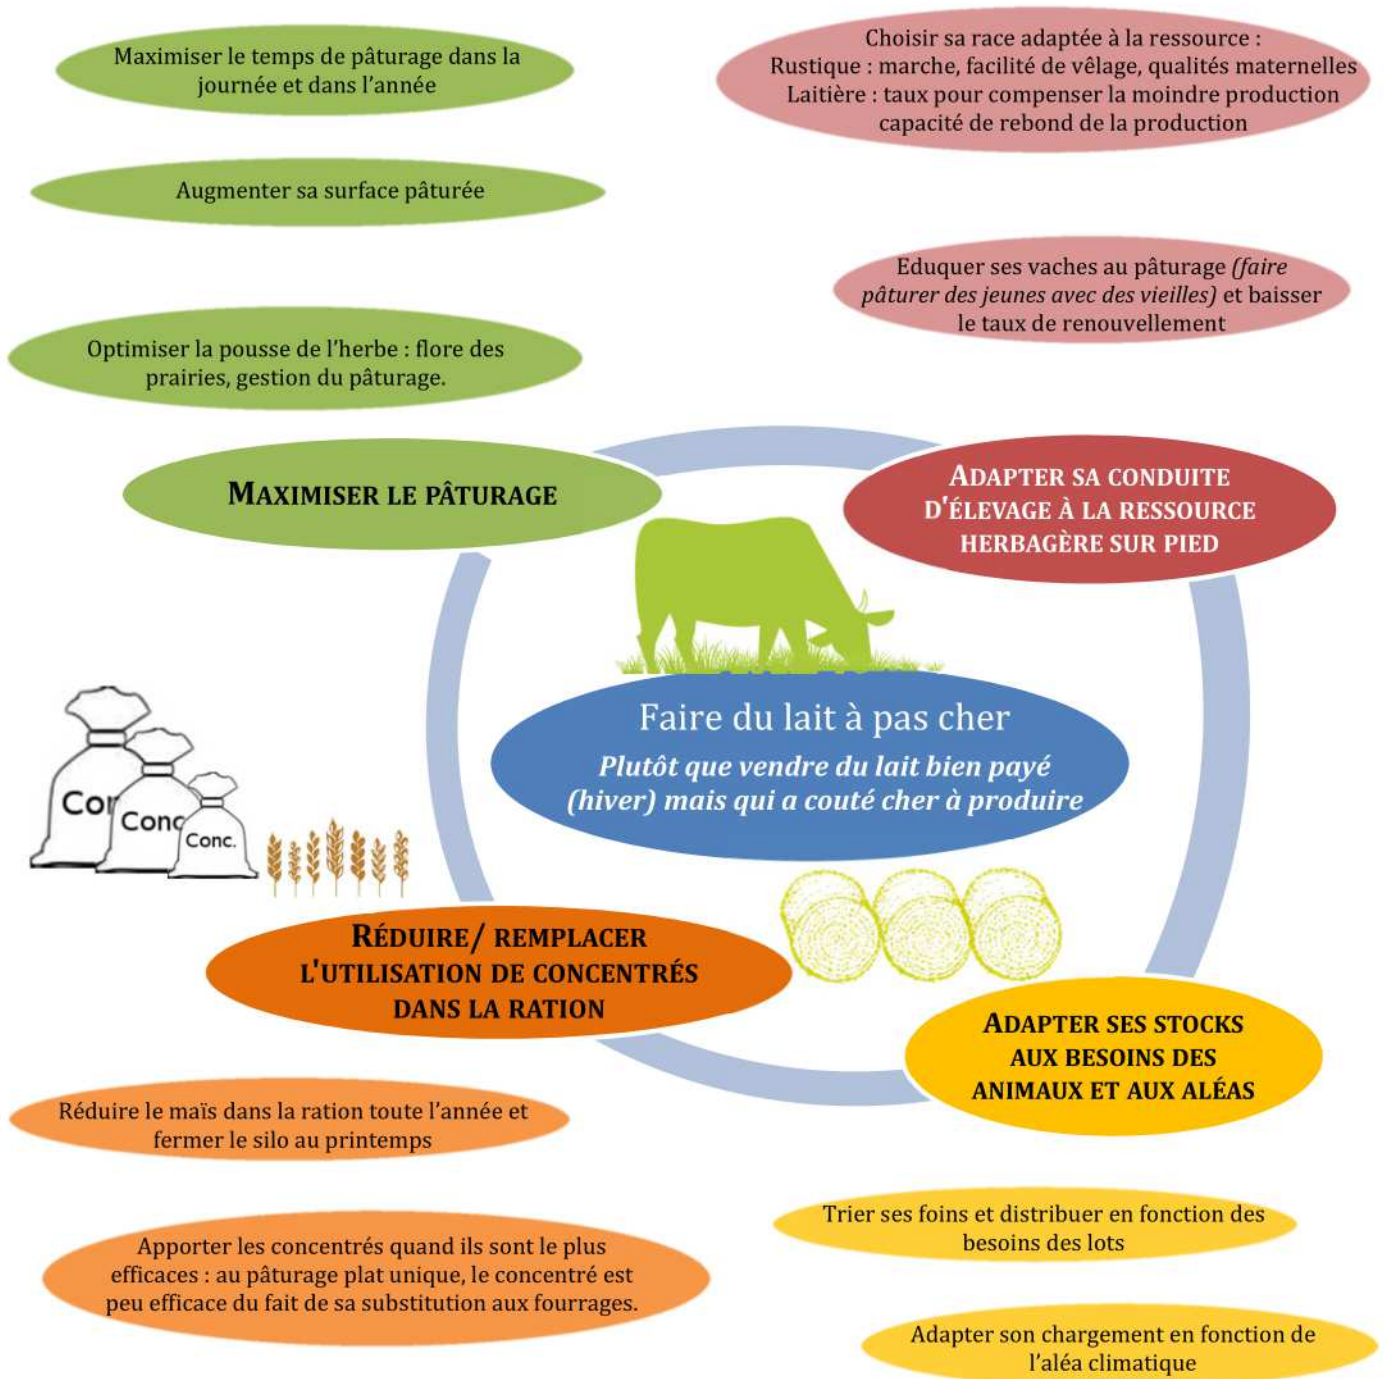 Maximiser le temps de pâturage dans la
journée et dans l'année
Augmenter sa surface pâturée
Optimiser la pousse de l'herbe : flore des
prairies, gestion du pâturage.
Choisir sa race adaptée à la ressource :
Rustique : marche, facilité de vêlage, qualités maternelles
Laitière : taux pour compenser la moindre production
capacité de rebond de la production
Eduquer ses vaches au pâturage (faire
pâturer des jeunes avec des vieilles) et baisser
le taux de renouvellement
MAXIMISER LE PÂTURAGE
ADAPTER SA CONDUITE
D'ÉLEVAGE À LA RESSOURCE
HERBAGÈRE SUR PIED
Faire du lait à pas cher
Plutôt que vendre du lait bien payé
(hiver) mais qui a couté cher à produire
Con
Conc
Conc.
RÉDUIRE/ REMPLACER
L'UTILISATION DE CONCENTRÉS
DANS LA RATION
ADAPTER SES STOCKS
AUX BESOINS DES
ANIMAUX ET AUX ALÉAS
Réduire le maïs dans la ration toute l'année et
fermer le silo au printemps
Apporter les concentrés quand ils sont le plus
efficaces : au pâturage plat unique, le concentré est
peu efficace du fait de sa substitution aux fourrages.
Trier ses foins et distribuer en fonction des
besoins des lots
Adapter son chargement en fonction de
l'aléa climatique